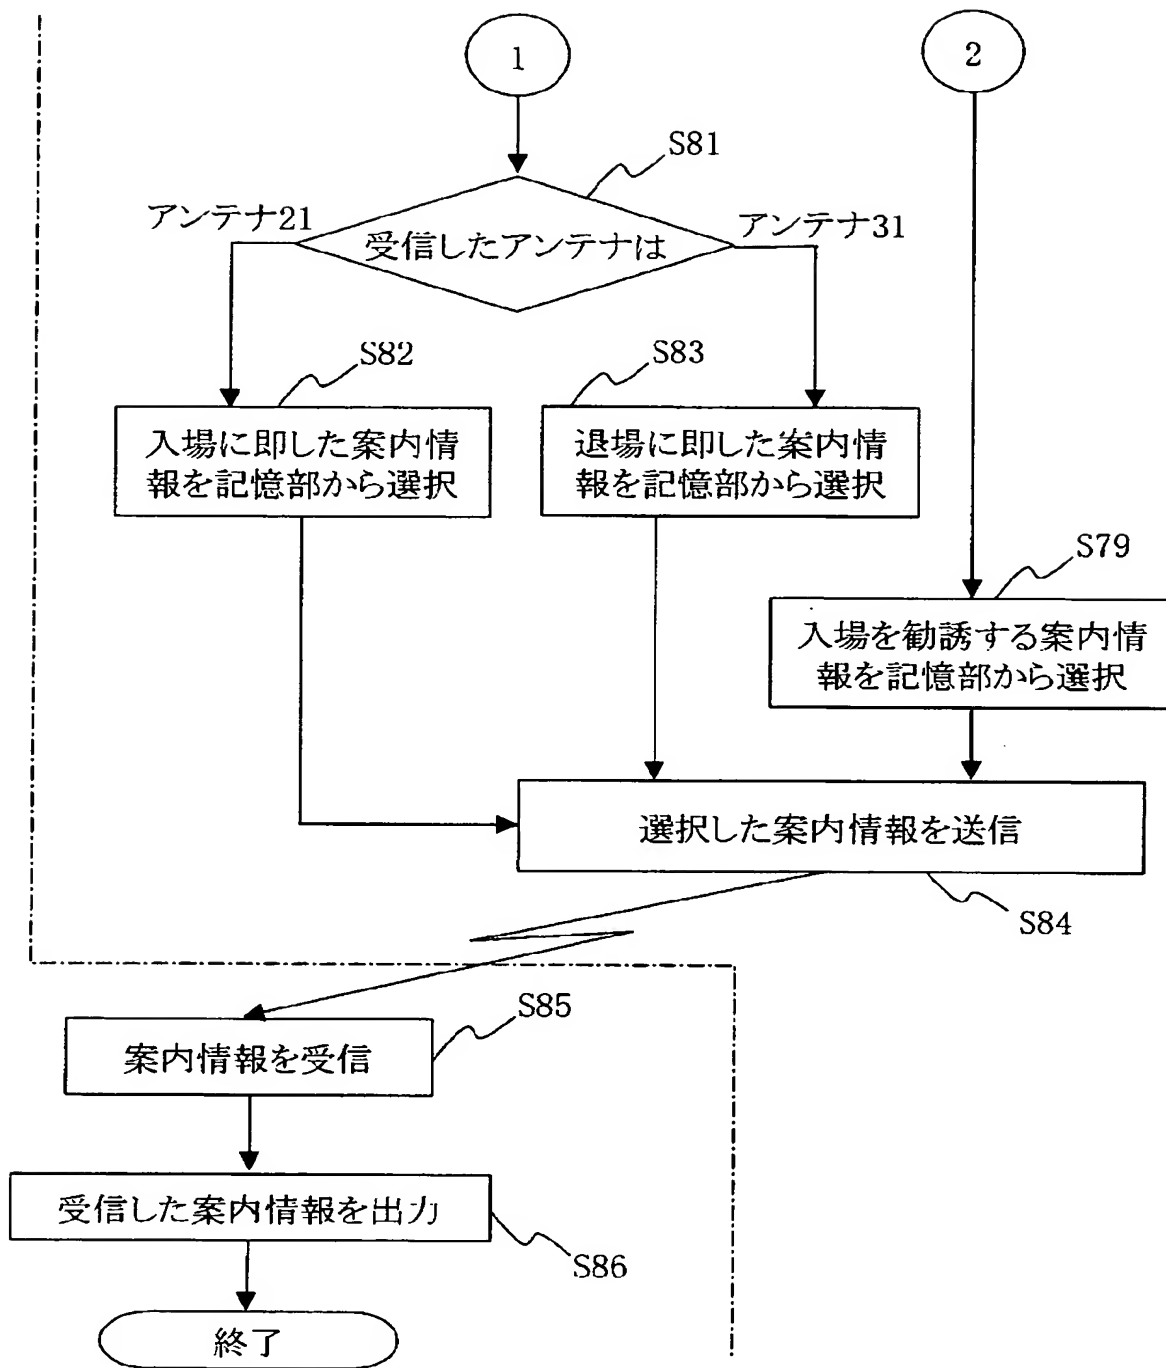 1
2
S81
アンテナ21
受信したアンテナは
アンテナ31
S82
S83
入場に即した案内情
報を記憶部から選択
退場に即した案内情
報を記憶部から選択
S79
入場を勧誘する案内情
報を記憶部から選択
選択した案内情報を送信
S84
S85
案内情報を受信
受信した案内情報を出力
S86
終了